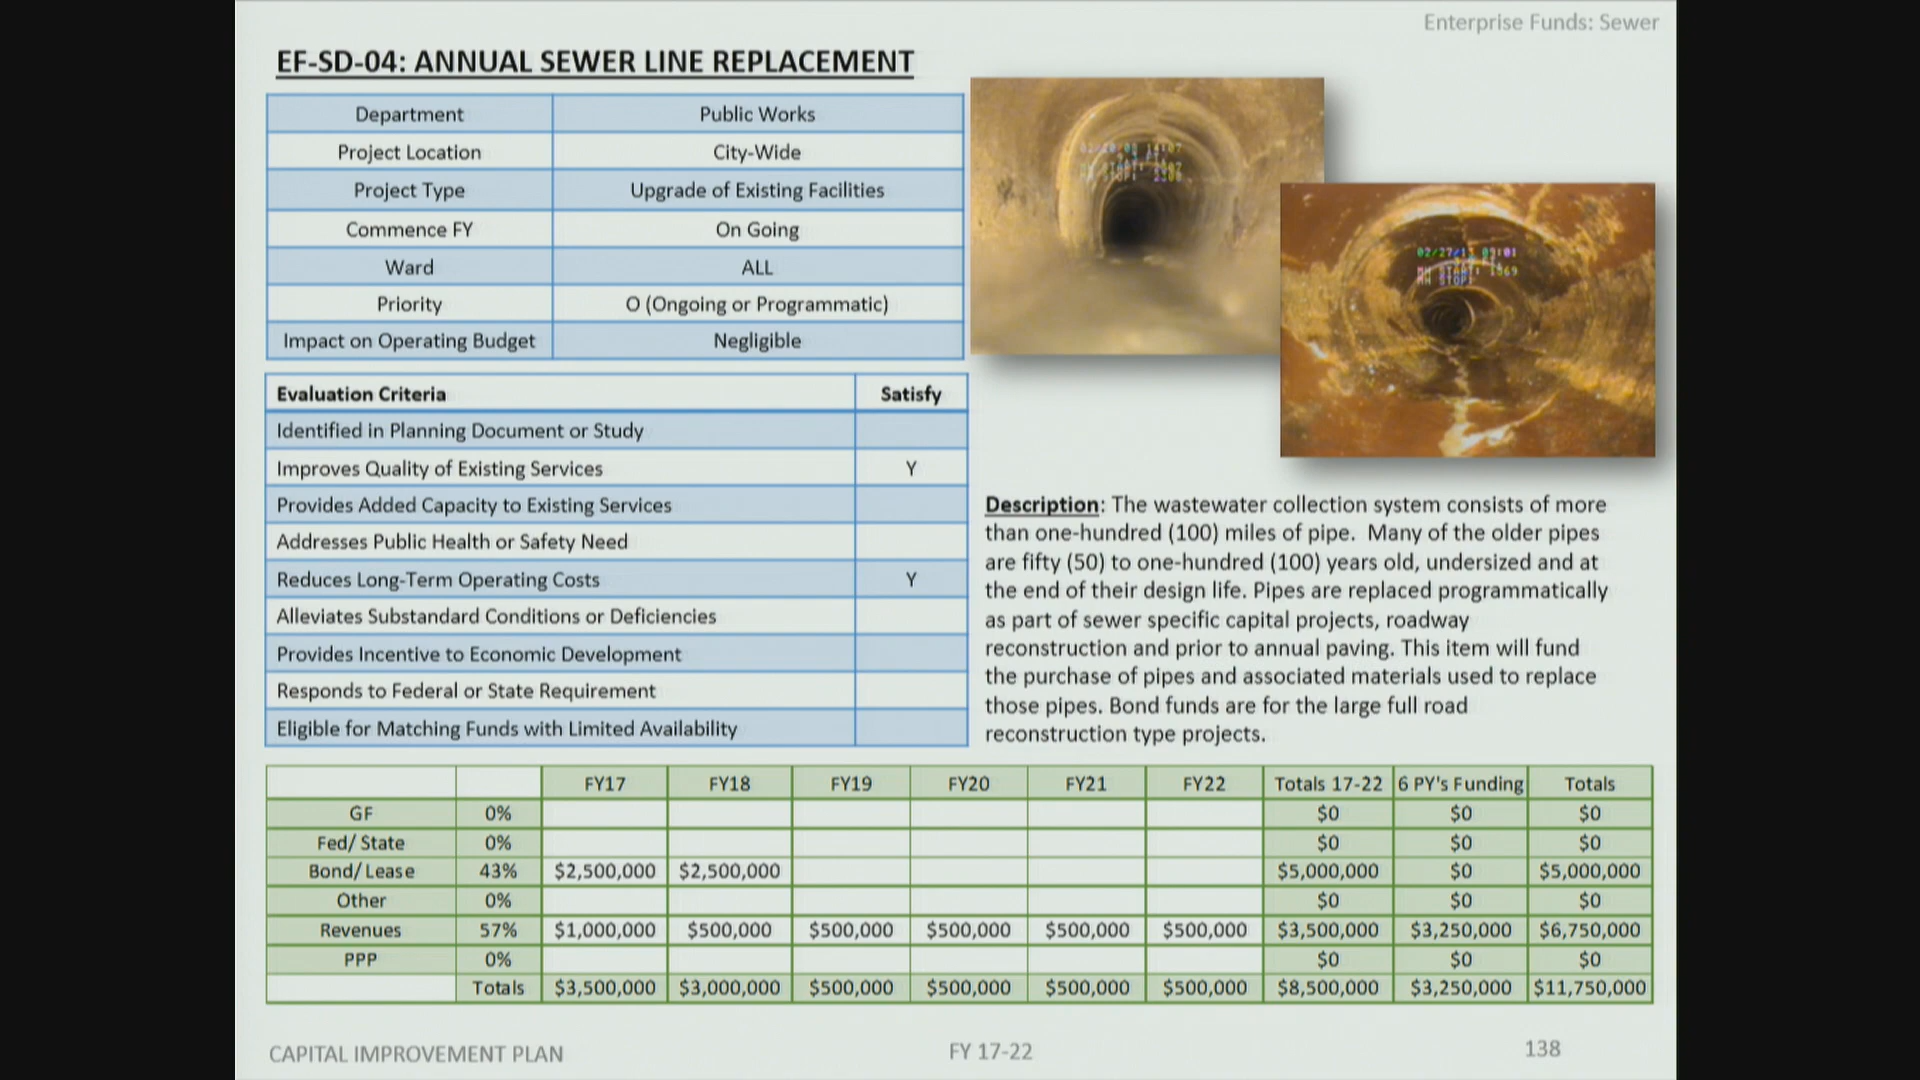 Enterprise Funds: Sewer
EF-SD-04: ANNUAL SEWER LINE REPLACEMENT
Department Public Works
Project Location City-Wide
Project Type Upgrade of Existing Facilities
Commence FY On Going
Ward ALL
Priority O (Ongoing or Programmatic)
Impact on Operating Budget Negligible
Evaluation Criteria Satisfy
Identified in Planning Document or Study
Improves Quality of Existing Services Y
Provides Added Capacity to Existing Services
Addresses Public Health or Safety Need
Reduces Long-Term Operating Costs Y
Alleviates Substandard Conditions or Deficiencies
Provides Incentive to Economic Development
Responds to Federal or State Requirement
Eligible for Matching Funds with Limited Availability
Description: The wastewater collection system consists of more
than one-hundred (100) miles of pipe. Many of the older pipes
are fifty (50) to one-hundred (100) years old, undersized and at
the end of their design life. Pipes are replaced programmatically
as part of sewer specific capital projects, roadway
reconstruction and prior to annual paving. This item will fund
the purchase of pipes and associated materials used to replace
those pipes. Bond funds are for the large full road
reconstruction type projects.
FY17 FY18 FY19 FY20 FY21 FY22 Totals 17-22 6 PY's Funding Totals
GF 0% $0 $0 $0
Fed/ State 0% $0 $0 $0
Bond/ Lease 43% $2,500,000 $2,500,000 $5,000,000 $0 $5,000,000
Other 0% $0 $0 $0
Revenues 57% $1,000,000 $500,000 $500,000 $500,000 $500,000 $500,000 $3,500,000 $3,250,000 $6,750,000
PPP 0% $0 $0 $0
Totals $3,500,000 $3,000,000 $500,000 $500,000 $500,000 $500,000 $8,500,000 $3,250,000 $11,750,000
CAPITAL IMPROVEMENT PLAN FY 17-22 138